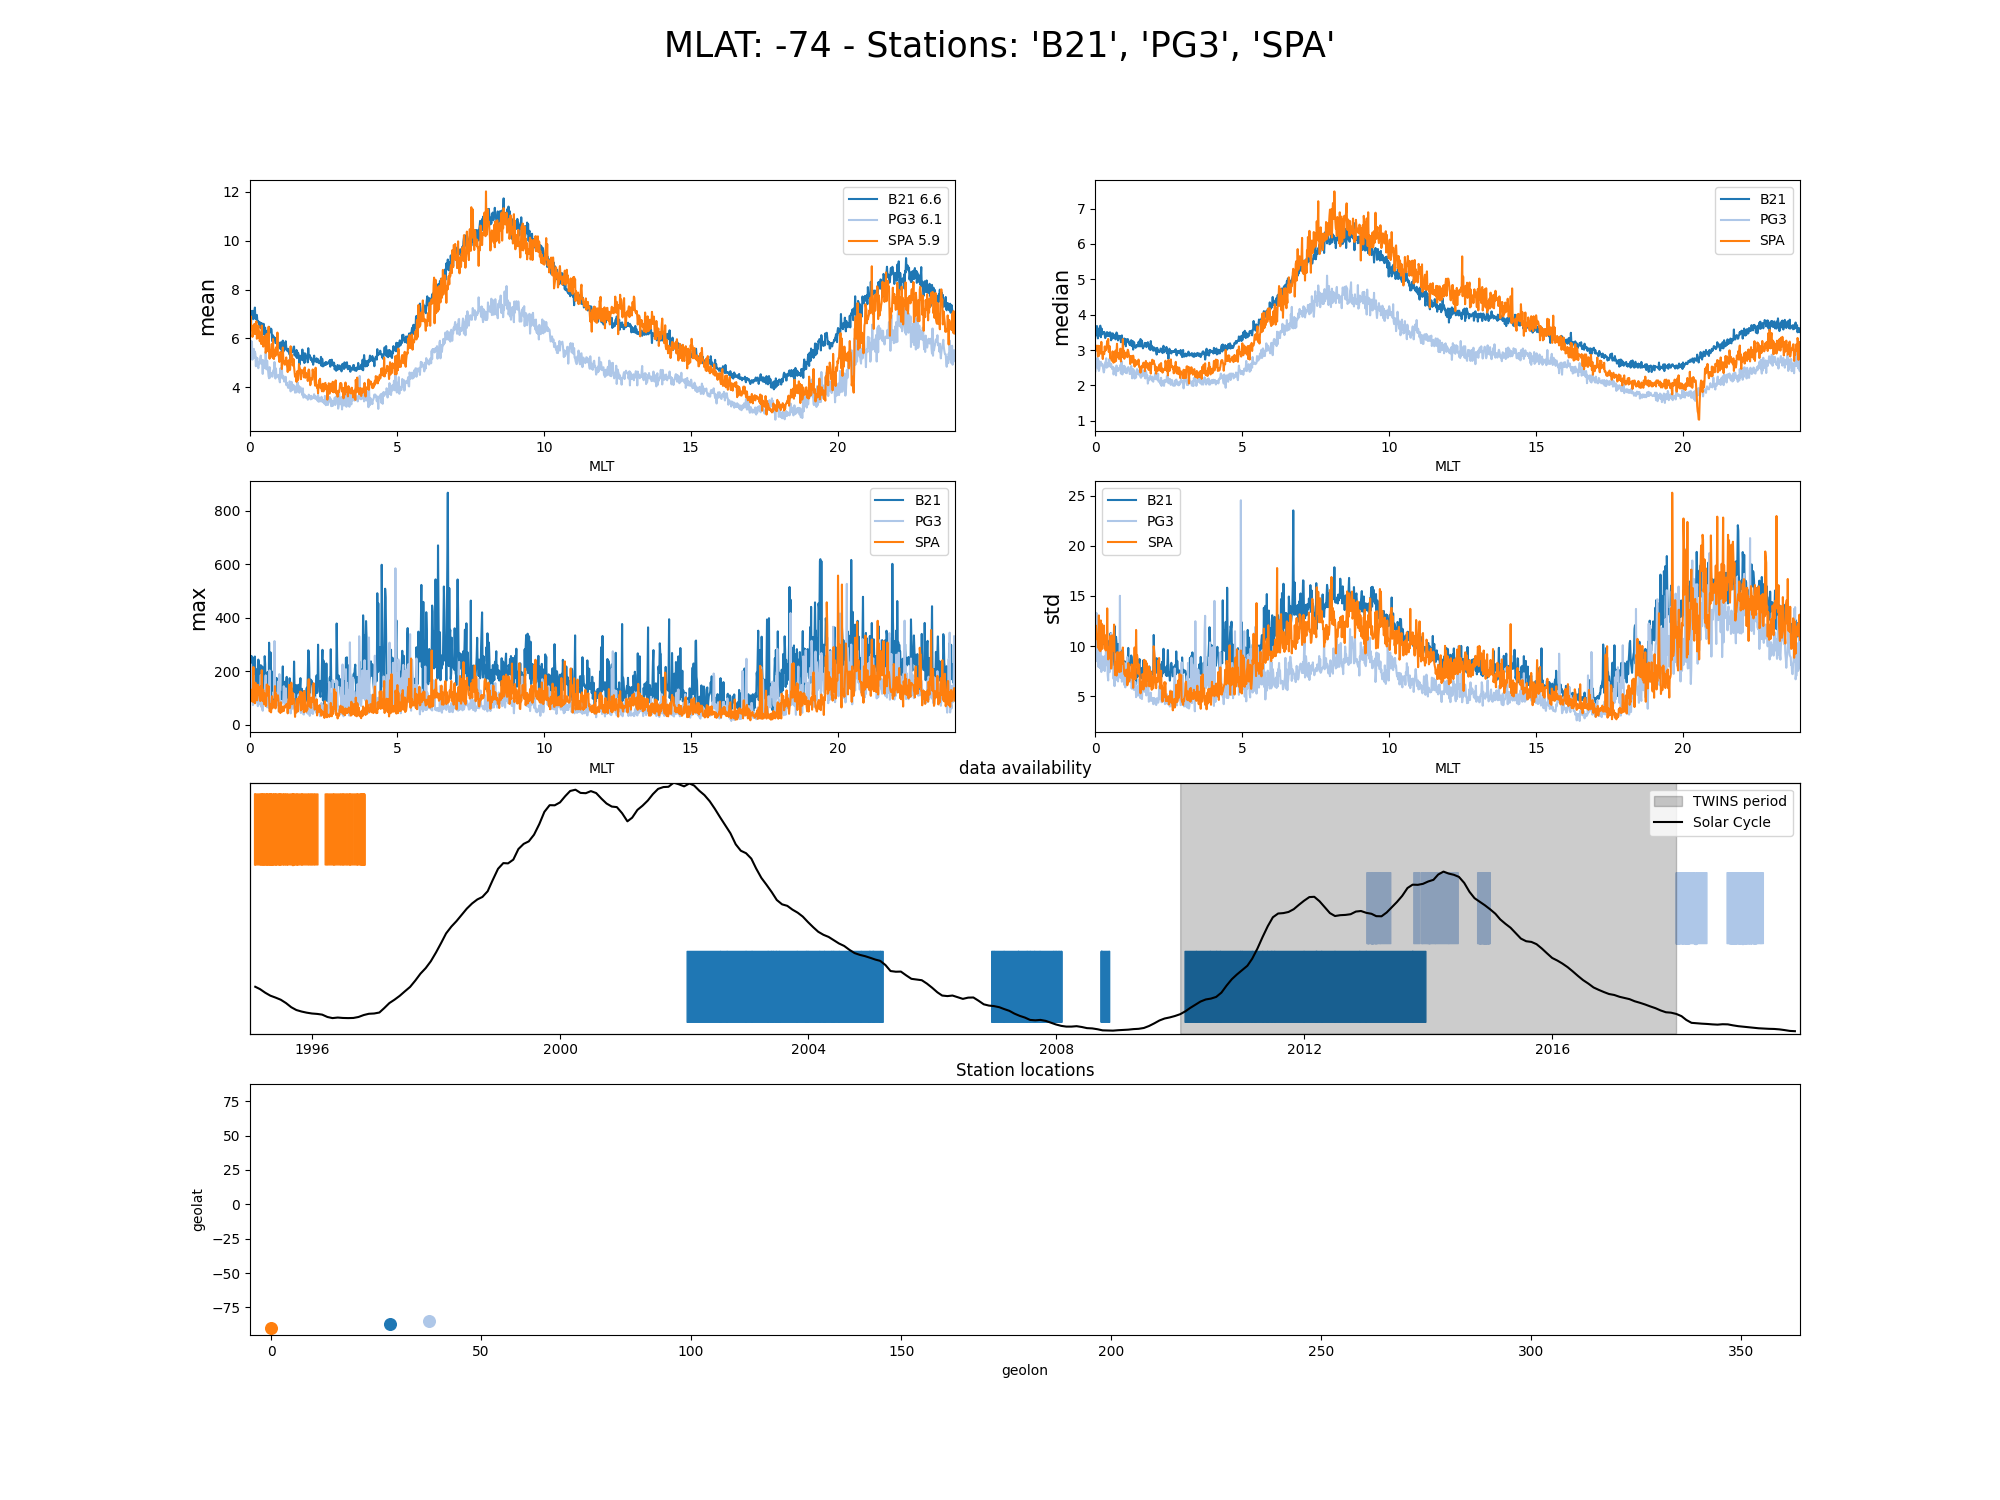 MLAT: -74 - Stations: 'B21', 'PG3', 'SPA'
mean
12
10
8
6
4
B21 6.6
PG3 6.1
SPA 5.9
0 5 10 15 20
MLT
median
7
6
5
4
3
2
1
B21
PG3
SPA
0 5 10 15 20
MLT
max
800
600
400
200
0
B21
PG3
SPA
0 5 10 15 20
MLT
std
25
20
15
10
5
B21
PG3
SPA
0 5 10 15 20
MLT
data availability
TWINS period
Solar Cycle
1996 2000 2004 2008 2012 2016
Station locations
geolat
75
50
25
0
−25
−50
−75
0 50 100 150 200 250 300 350
geolon